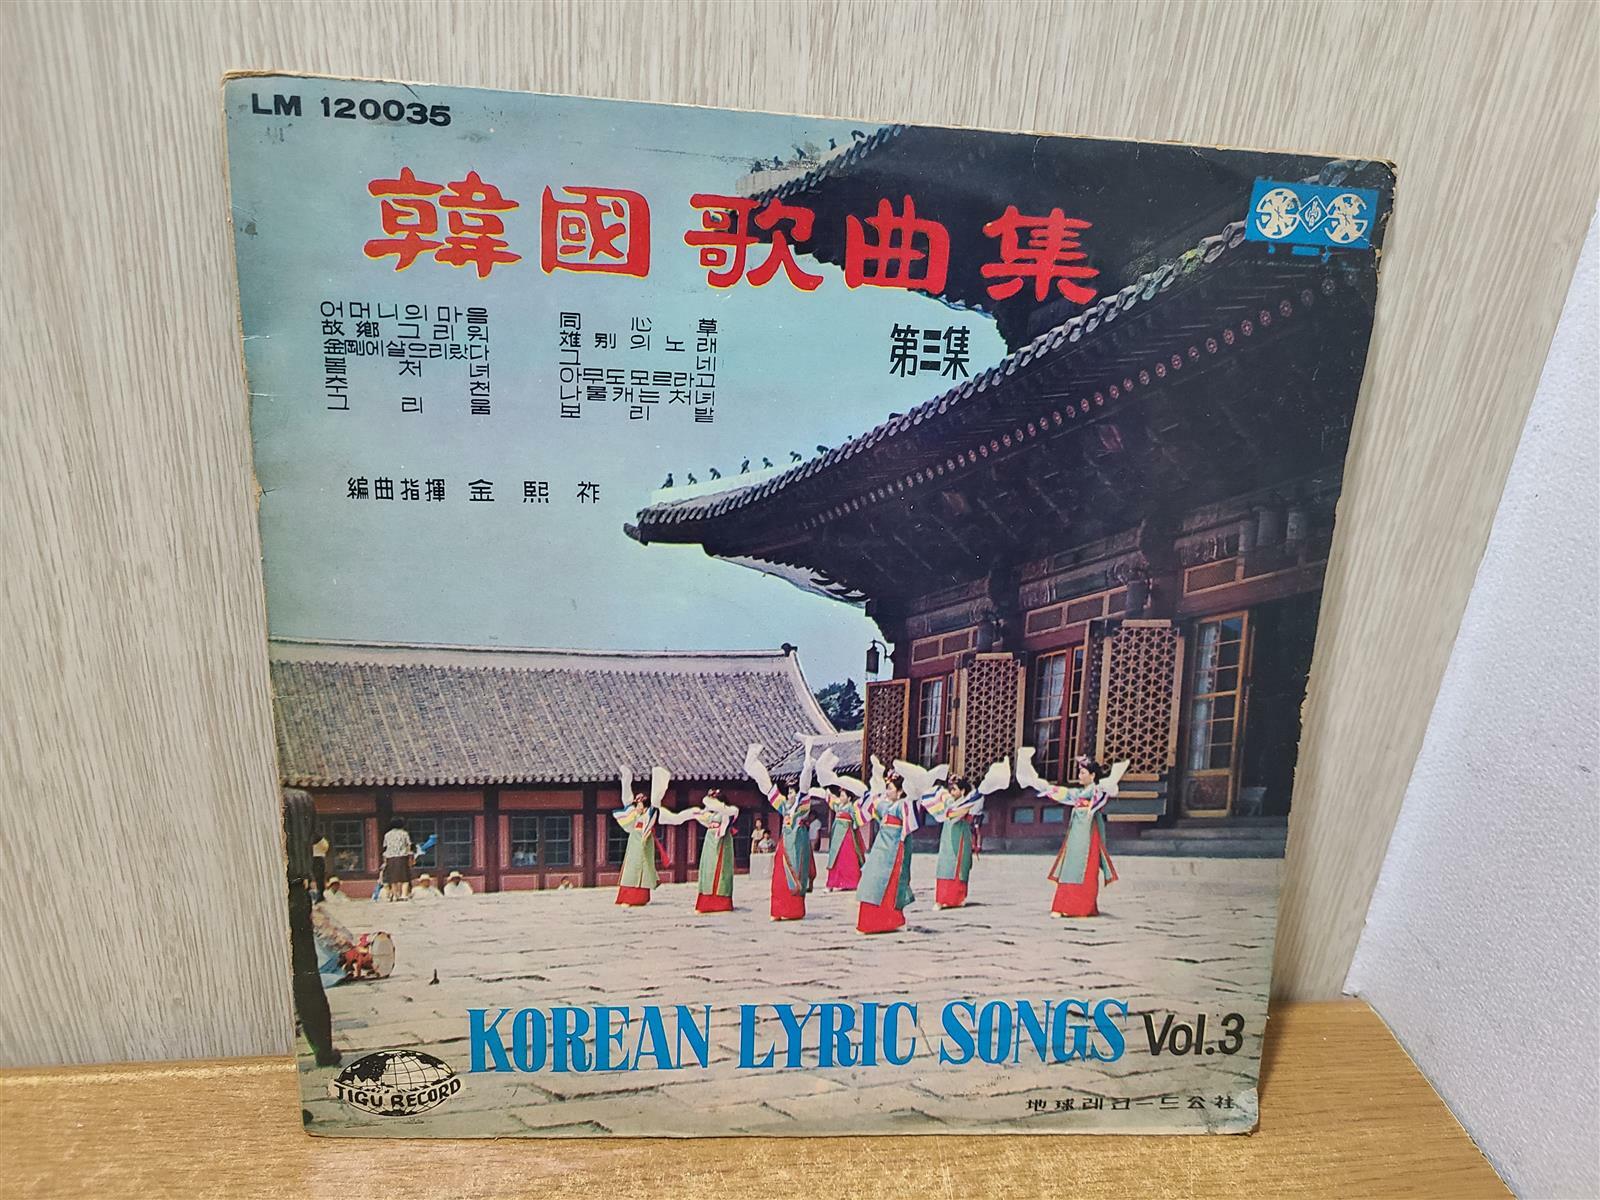 LM 120035
韓國歌曲集
第三集
어머니의 마음
故鄕 그리워
金剛에 살으리랏다
봄 처 녀
추 천
그 리 움
同 心 草
離別의 노래
그 네
아무도모르라고
나물캐는처녀
보 리 밭
編曲指揮 金 熙 祚
KOREAN LYRIC SONGS Vol.3
JIGU RECORD
地球레코ー드公社